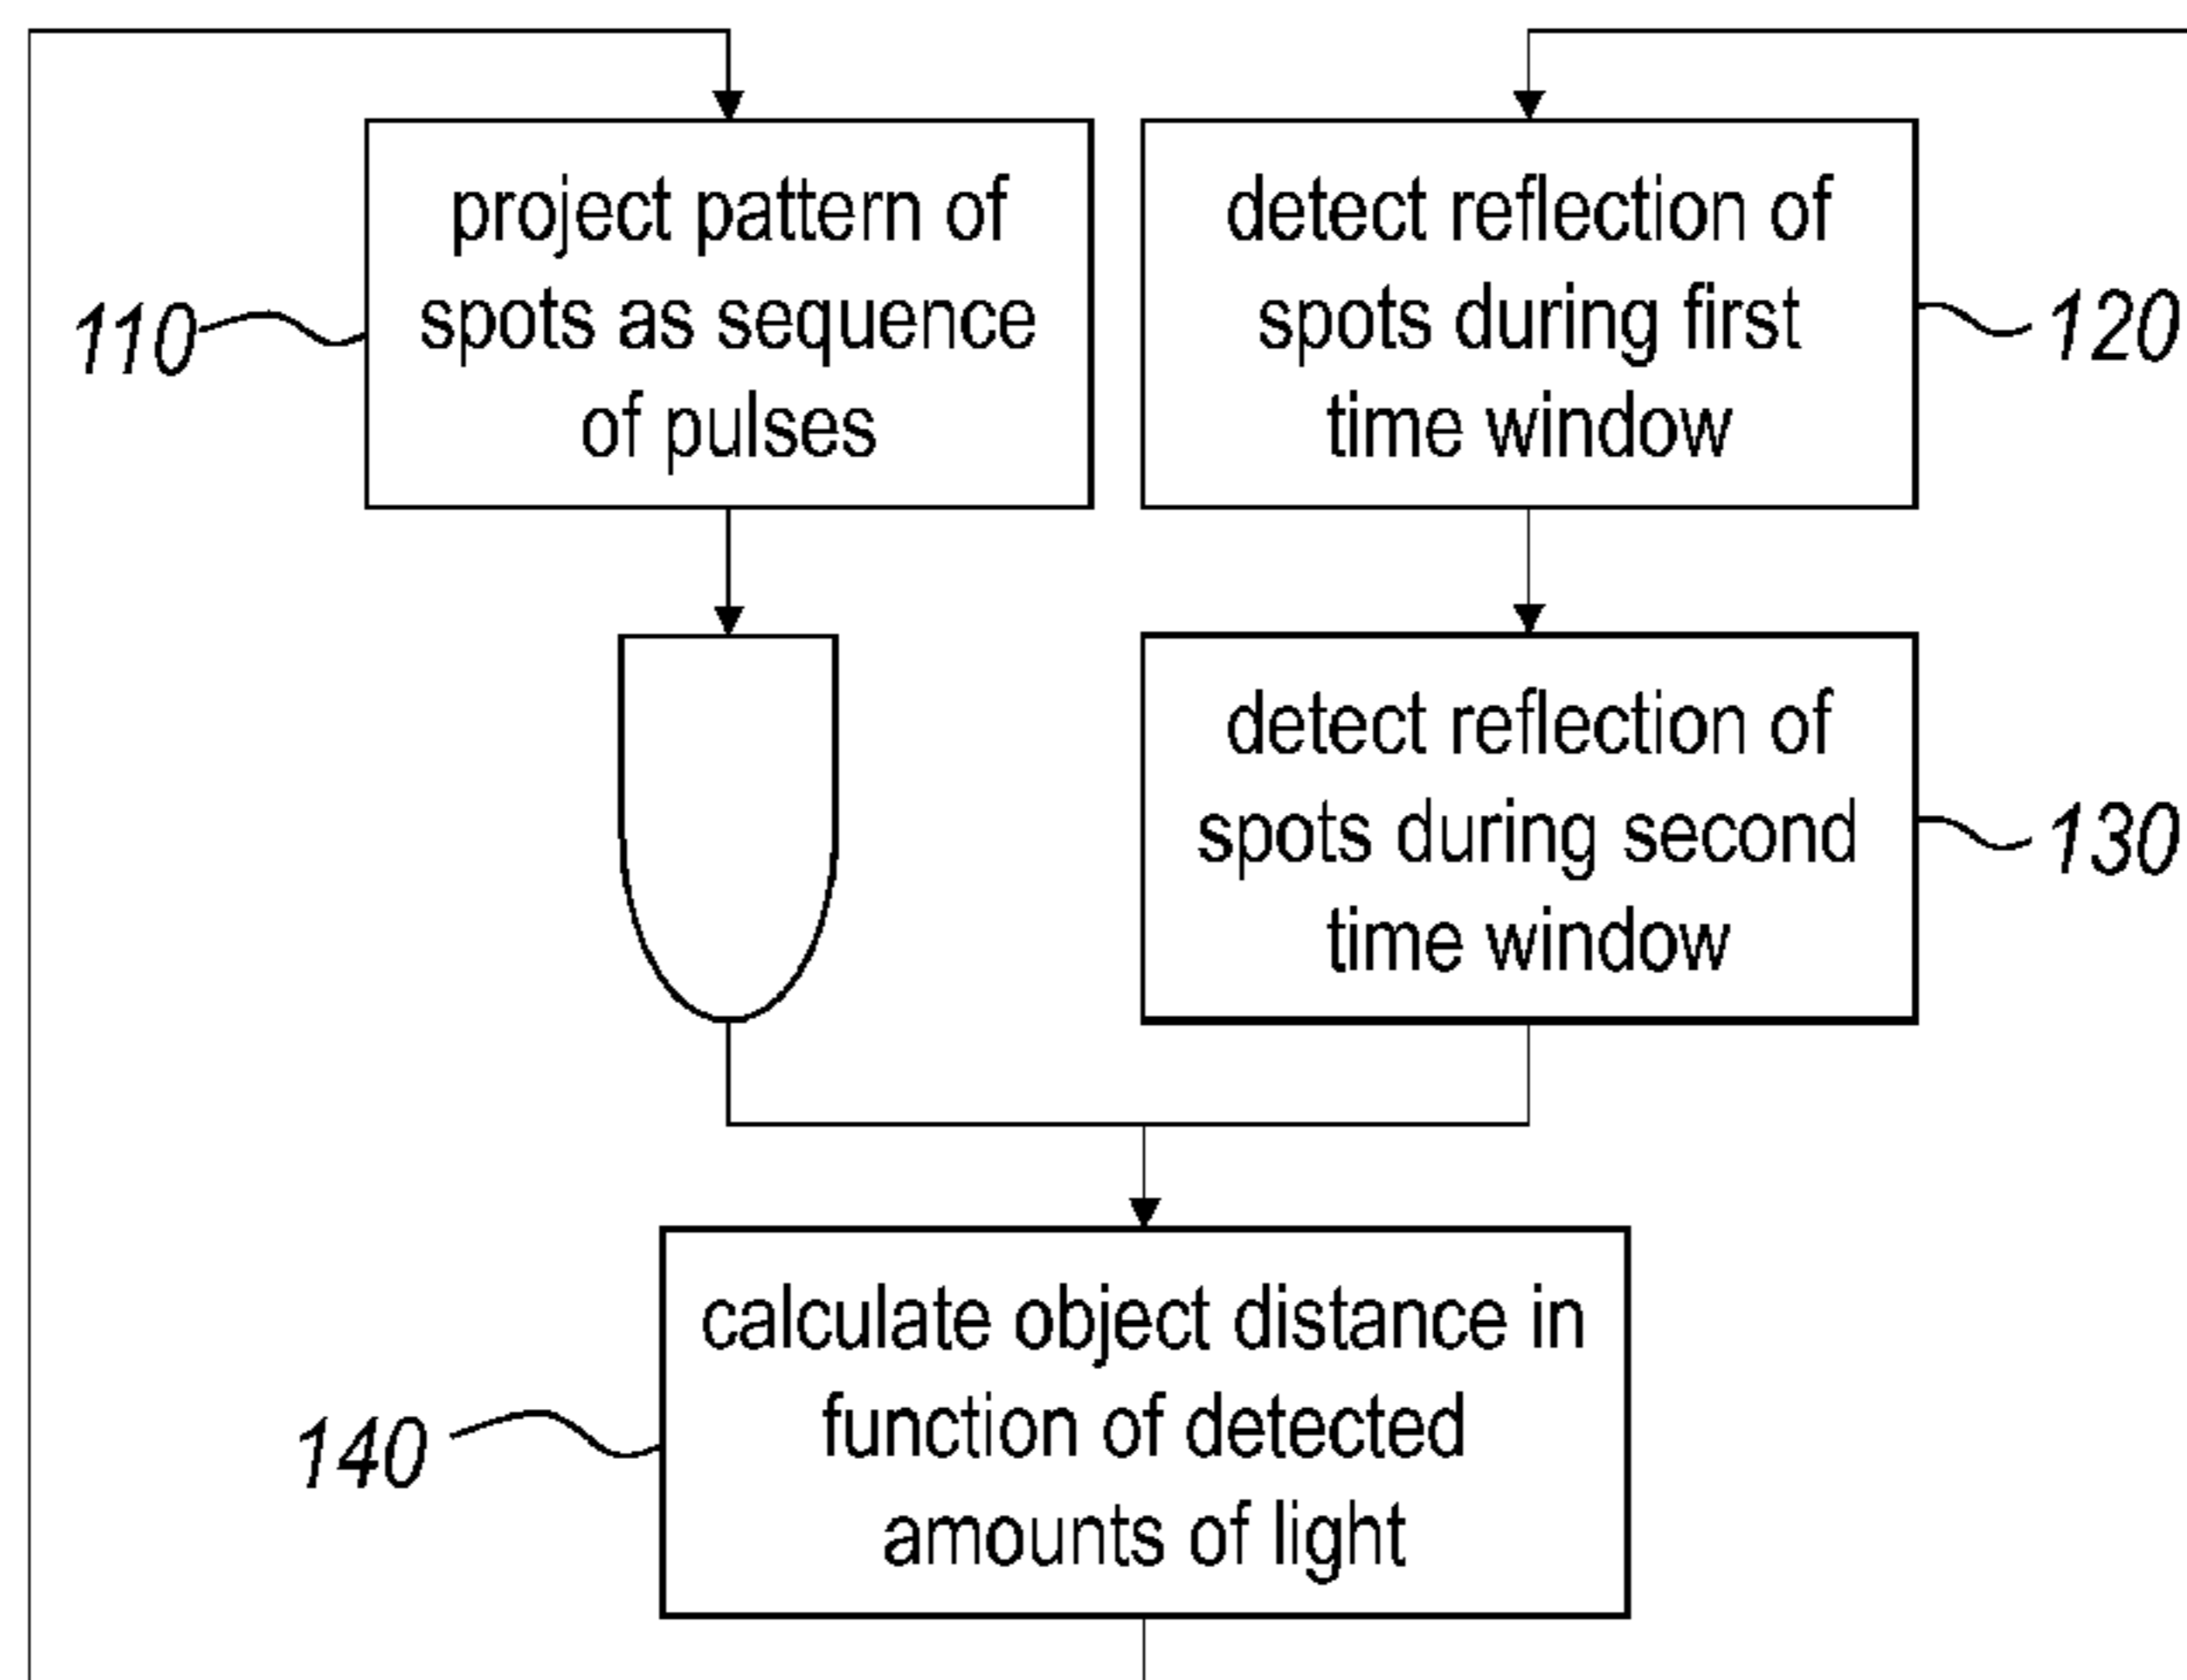 project pattern of
spots as sequence
of pulses
110
detect reflection of
spots during first
time window
120
detect reflection of
spots during second
time window
130
calculate object distance in
function of detected
amounts of light
140